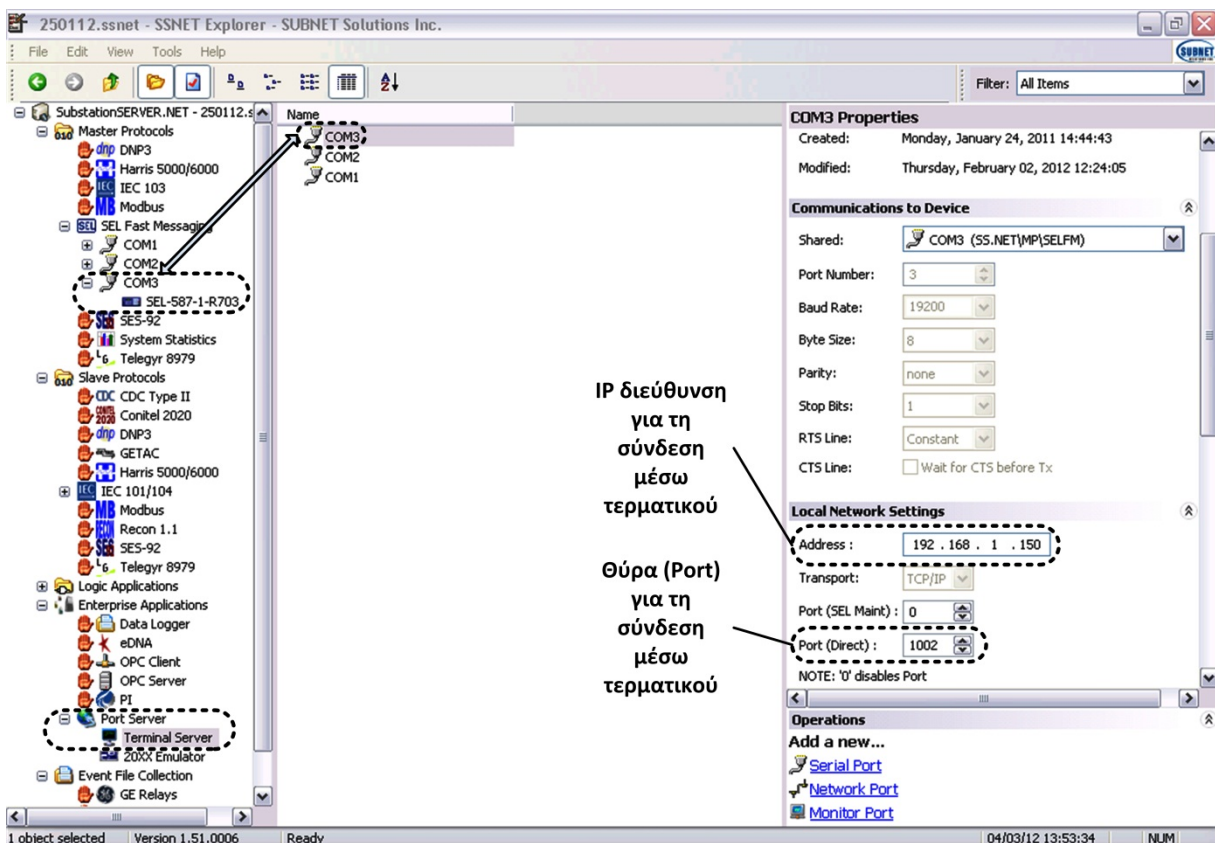 250112.ssnet - SSNET Explorer - SUBNET Solutions Inc.
File Edit View Tools Help
SUBNET
Filter: All Items
SubstationSERVER.NET - 250112.s
Master Protocols
dnp DNP3
Harris 5000/6000
IEC IEC 103
MB Modbus
SEL SEL Fast Messaging
COM1
COM2
COM3
SEL-587-1-R703
SES-92
System Statistics
Telegyr 8979
Slave Protocols
CDC CDC Type II
Conitel 2020
dnp DNP3
GETAC
Harris 5000/6000
IEC IEC 101/104
MB Modbus
RECON Recon 1.1
SES-92
Telegyr 8979
Logic Applications
Enterprise Applications
Data Logger
eDNA
OPC Client
OPC Server
PI
Port Server
Terminal Server
20XX Emulator
Event File Collection
GE Relays
Name
COM3
COM2
COM1
IP διεύθυνση
για τη
σύνδεση
μέσω
τερματικού
Θύρα (Port)
για τη
σύνδεση
μέσω
τερματικού
COM3 Properties
Created: Monday, January 24, 2011 14:44:43
Modified: Thursday, February 02, 2012 12:24:05
Communications to Device
Shared: COM3 (SS.NET\MP\SELFM)
Port Number: 3
Baud Rate: 19200
Byte Size: 8
Parity: none
Stop Bits: 1
RTS Line: Constant
CTS Line: Wait for CTS before Tx
Local Network Settings
Address : 192 . 168 . 1 . 150
Transport: TCP/IP
Port (SEL Maint) : 0
Port (Direct) : 1002
NOTE: '0' disables Port
Operations
Add a new...
Serial Port
Network Port
Monitor Port
1 object selected Version 1.51.0006 Ready 04/03/12 13:53:34 NUM